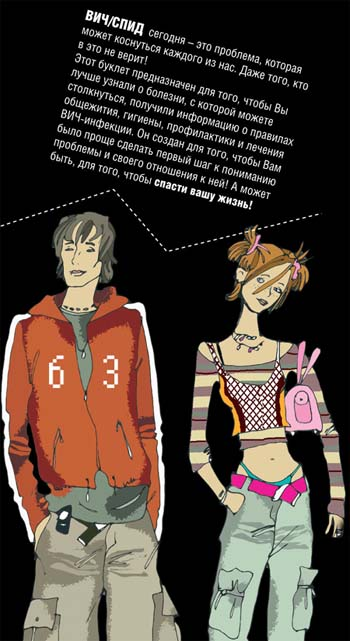 ВИЧ/СПИД сегодня – это проблема, которая
может коснуться каждого из нас. Даже того, кто
в это не верит!
Этот буклет предназначен для того, чтобы Вы
лучше узнали о болезни, с которой можете
столкнуться, получили информацию о правилах
общежития, гигиены, профилактики и лечения
ВИЧ-инфекции. Он создан для того, чтобы Вам
было проще сделать первый шаг к пониманию
проблемы и своего отношения к ней! А может
быть, для того, чтобы спасти вашу жизнь!
6 3